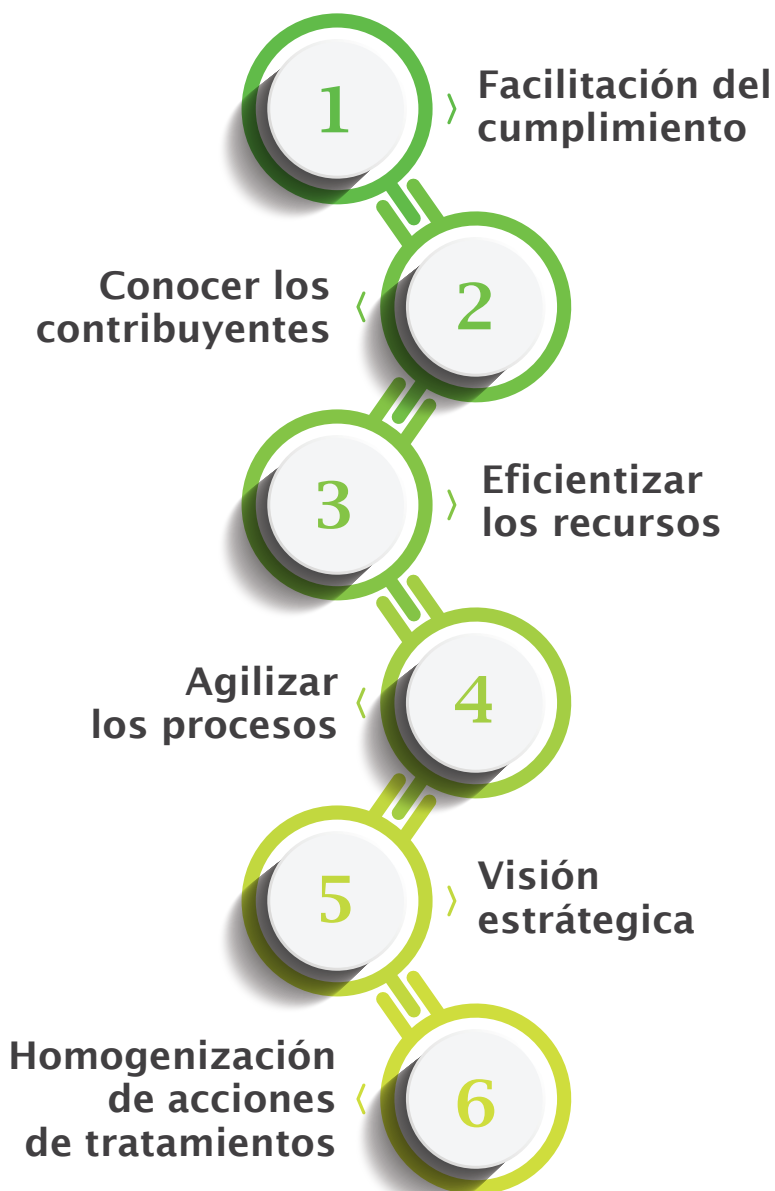 1
Facilitación del
cumplimiento
Conocer los
contribuyentes
2
3
Eficientizar
los recursos
Agilizar
los procesos
4
5
Visión
estrátegica
Homogenización
de acciones
de tratamientos
6